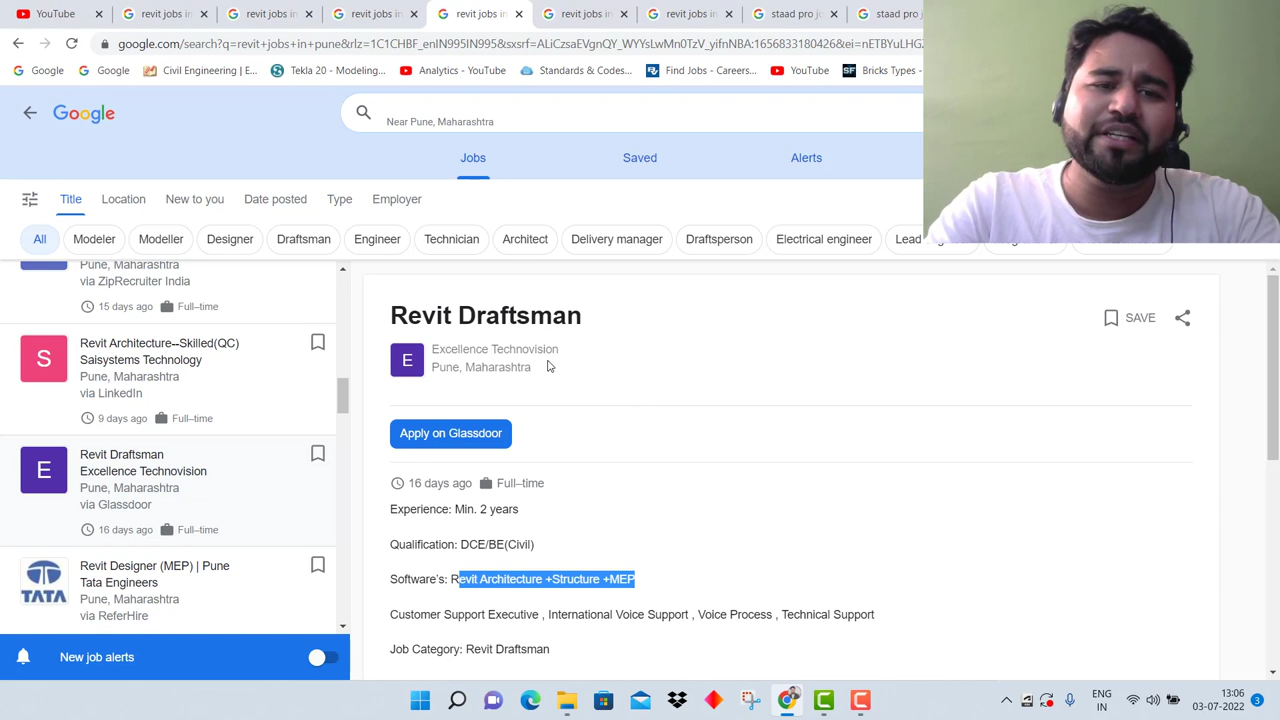 YouTube
revit jobs in
revit jobs in
revit jobs in
revit jobs in
revit jobs in
revit jobs in
staad pro j
staad pro j
google.com/search?q=revit+jobs+in+pune&rlz=1C1CHBF_enIN995IN995&sxsrf=ALiCzsaEVgnQY_WYYsLwMn0TzV_yifnNBA:1656833180426&ei=nETBYuLHG
Google
Google
Civil Engineering | E...
Tekla 20 - Modeling...
Analytics - YouTube
Standards & Codes...
Find Jobs - Careers...
YouTube
Bricks Types -
Google
Near Pune, Maharashtra
Jobs
Saved
Alerts
Title
Location
New to you
Date posted
Type
Employer
All
Modeler
Modeller
Designer
Draftsman
Engineer
Technician
Architect
Delivery manager
Draftsperson
Electrical engineer
Lead
Pune, Maharashtra
via ZipRecruiter India
15 days ago
Full–time
S
Revit Architecture--Skilled(QC)
Saisystems Technology
Pune, Maharashtra
via LinkedIn
9 days ago
Full–time
E
Revit Draftsman
Excellence Technovision
Pune, Maharashtra
via Glassdoor
16 days ago
Full–time
TATA
Revit Designer (MEP) | Pune
Tata Engineers
Pune, Maharashtra
via ReferHire
New job alerts
Revit Draftsman
SAVE
E
Excellence Technovision
Pune, Maharashtra
Apply on Glassdoor
16 days ago
Full–time
Experience: Min. 2 years
Qualification: DCE/BE(Civil)
Software's: Revit Architecture +Structure +MEP
Customer Support Executive , International Voice Support , Voice Process , Technical Support
Job Category: Revit Draftsman
ENG
IN
13:06
03-07-2022
3